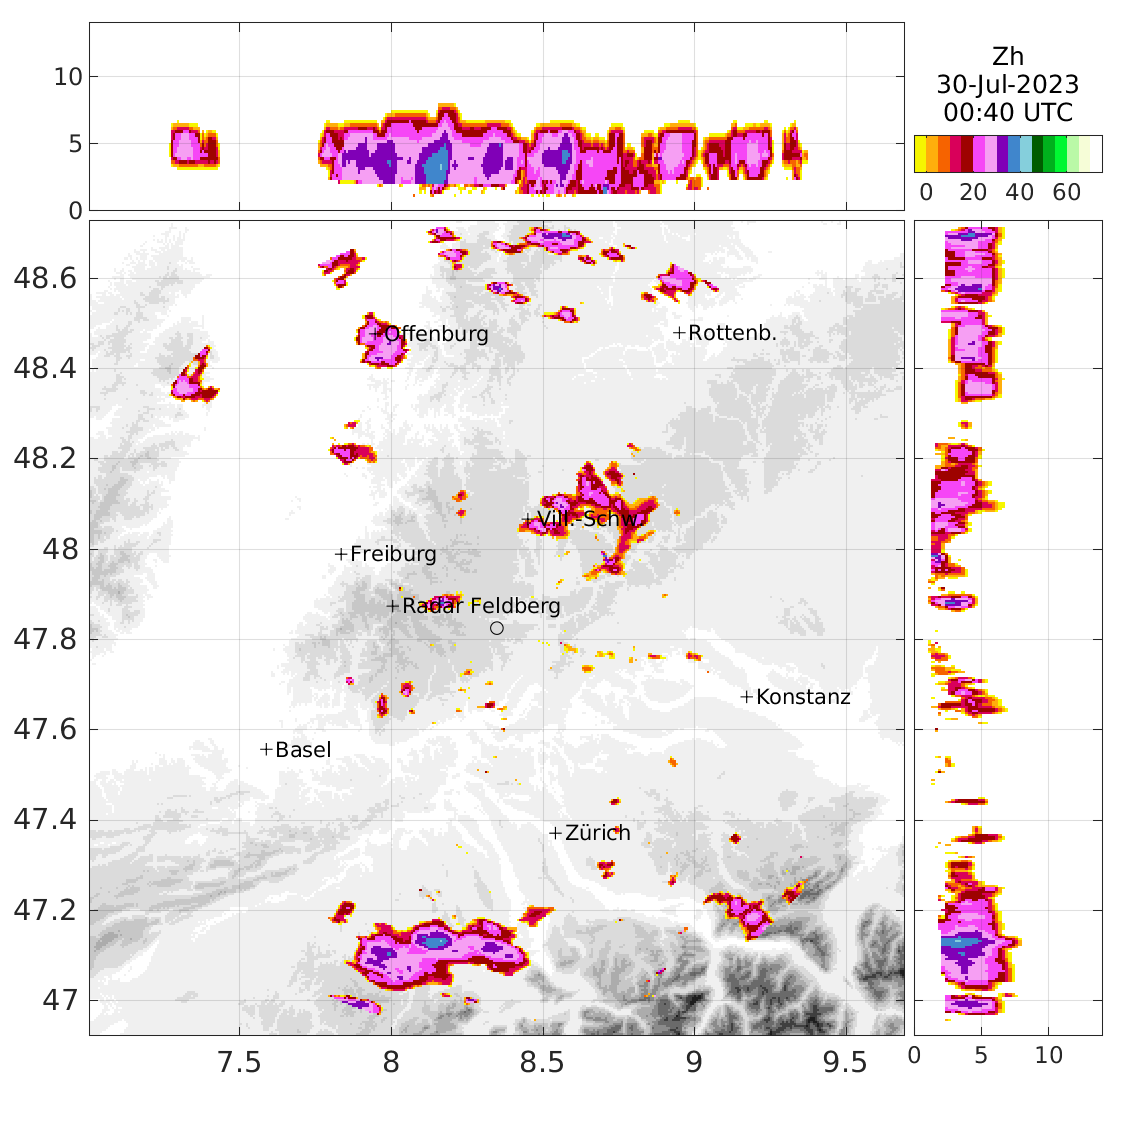 10
5
0
Zh
30-Jul-2023
00:40 UTC
0 20 40 60
48.6
48.4
48.2
48
47.8
47.6
47.4
47.2
47
Offenburg
Rottenb.
Vill.-Schw.
Freiburg
Radar Feldberg
Konstanz
Basel
Zürich
7.5 8 8.5 9 9.5
0 5 10